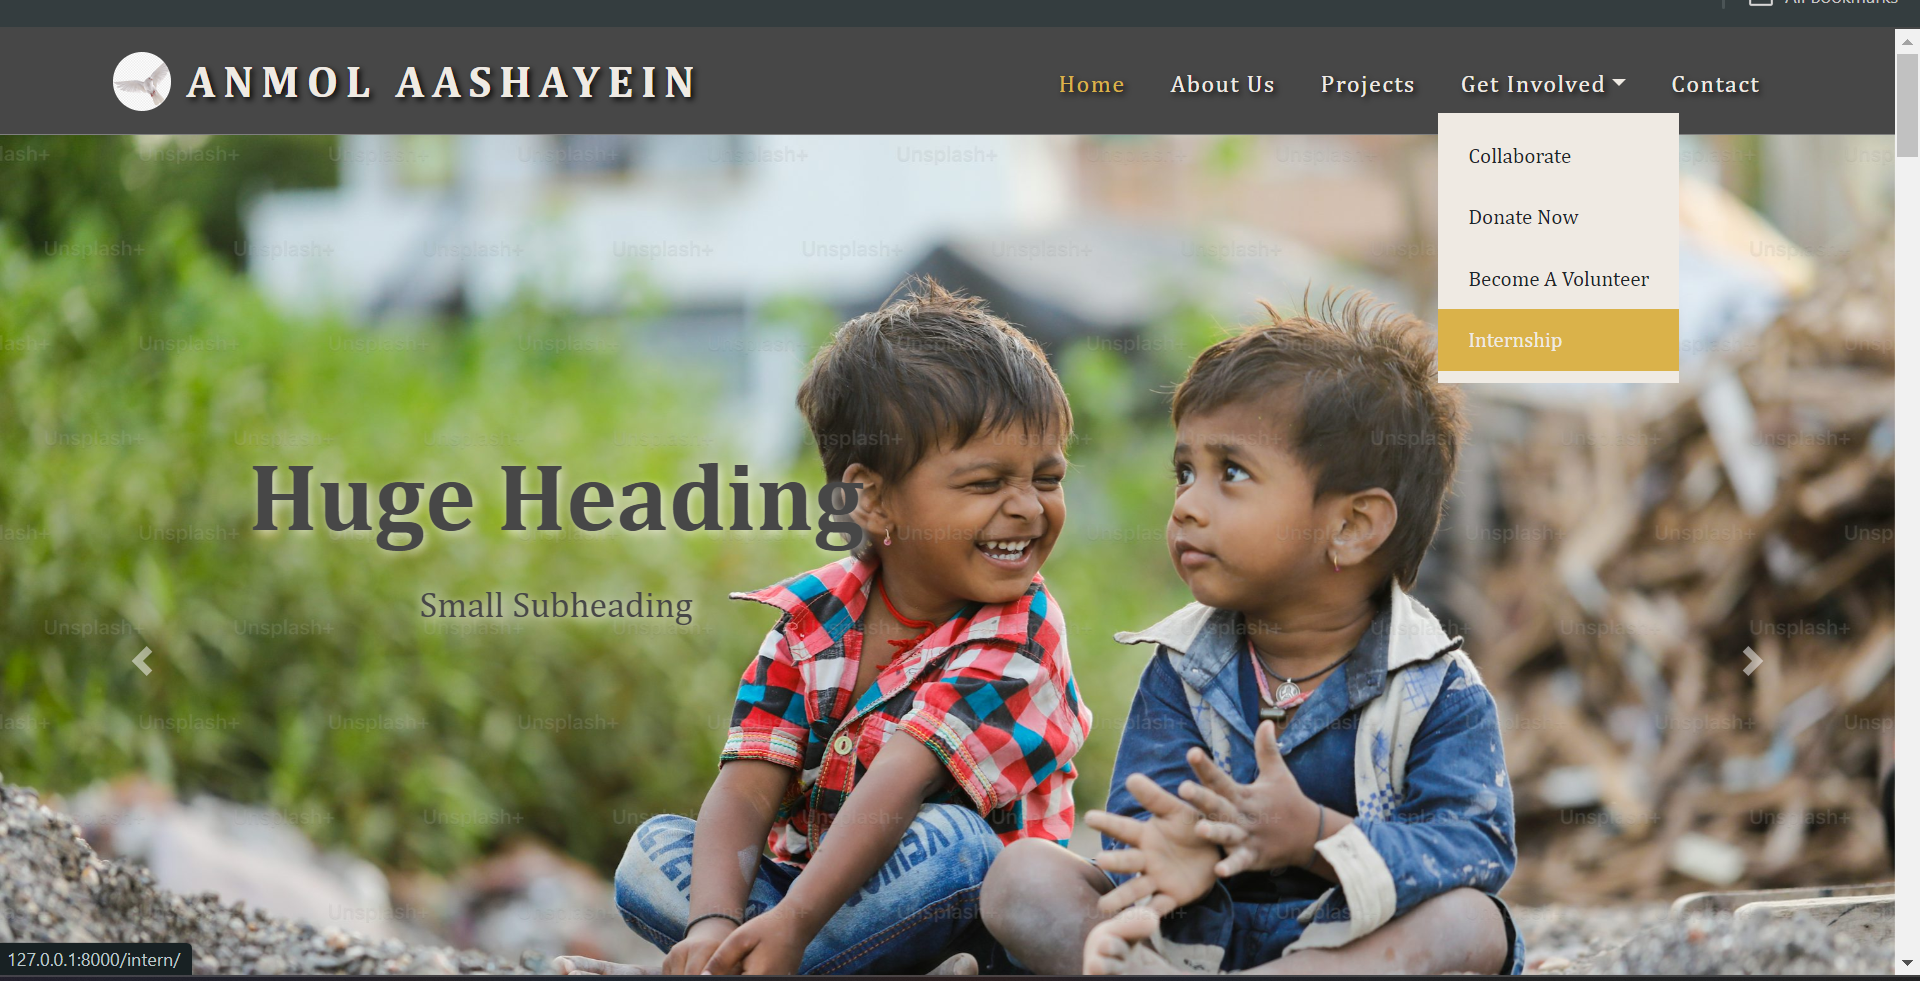 ANMOL AASHAYEIN
Home About Us Projects Get Involved Contact
Collaborate
Donate Now
Become A Volunteer
Internship
Huge Heading
Small Subheading
Unsplash+
127.0.0.1:8000/intern/